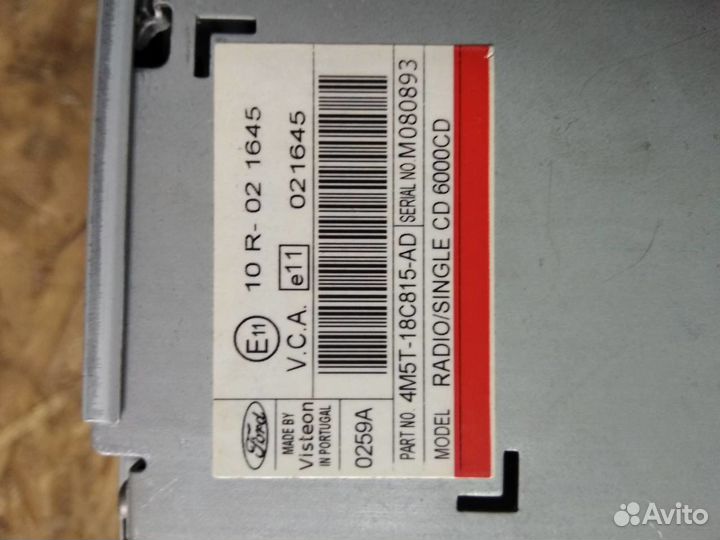 Ford
MADE BY
Visteon
IN PORTUGAL
0259A
E11 10 R- 02 1645
V.C.A. e11 021645
PART NO. 4M5T-18C815-AD SERIAL NO. M080893
MODEL RADIO/SINGLE CD 6000CD
Avito